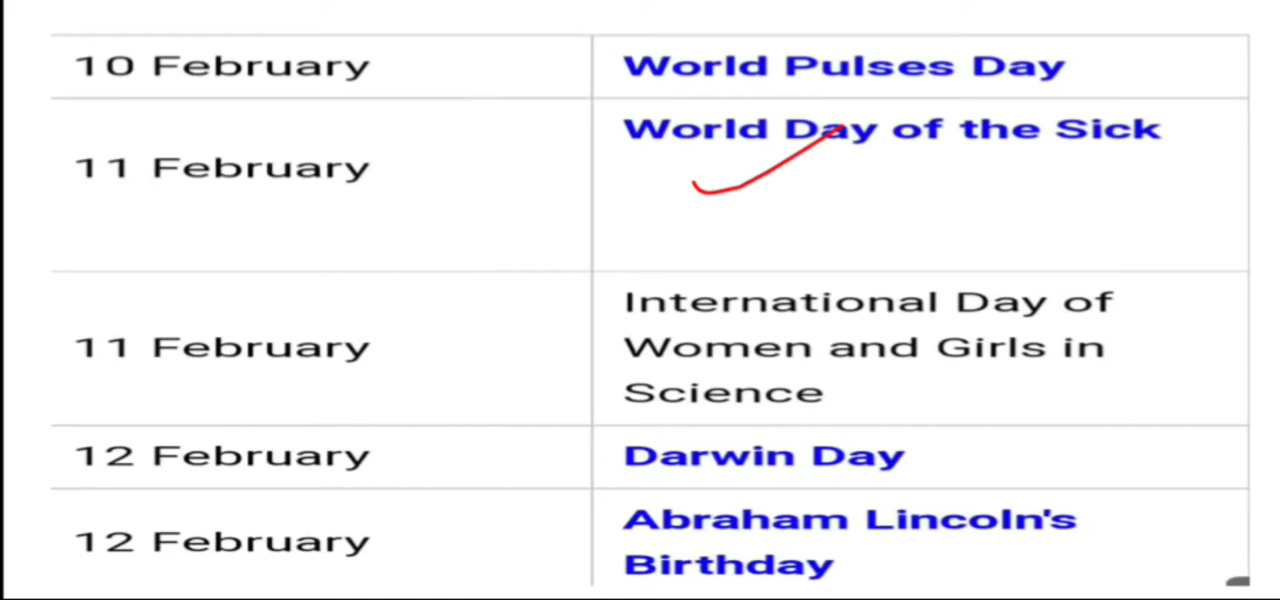 10 February World Pulses Day
World Day of the Sick
11 February
International Day of
11 February Women and Girls in
Science
12 February Darwin Day
Abraham Lincoln's
12 February
Birthday